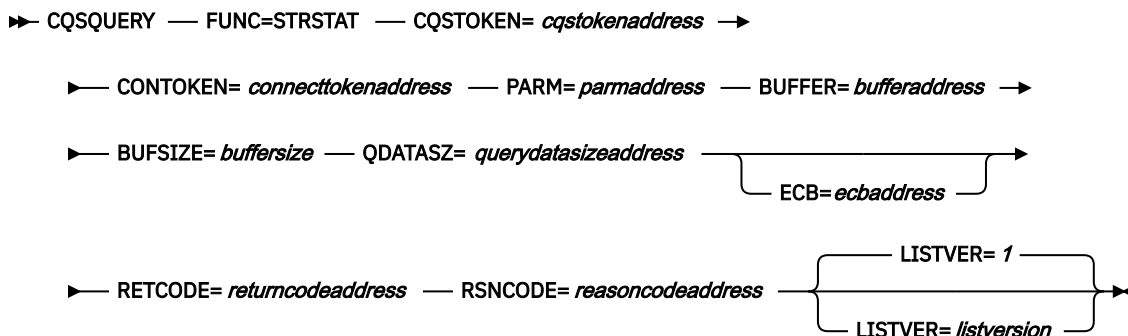 CQSQUERY FUNC=STRSTAT CQSTOKEN= cqstokenaddress
CONTOKEN= connecttokenaddress PARM= parmaddress BUFFER= bufferaddress
BUFSIZE= buffersize QDATASZ= querydatasizeaddress
ECB= ecbaddress
LISTVER= 1
RETCODE= returncodeaddress RSNCODE= reasoncodeaddress
LISTVER= listversion